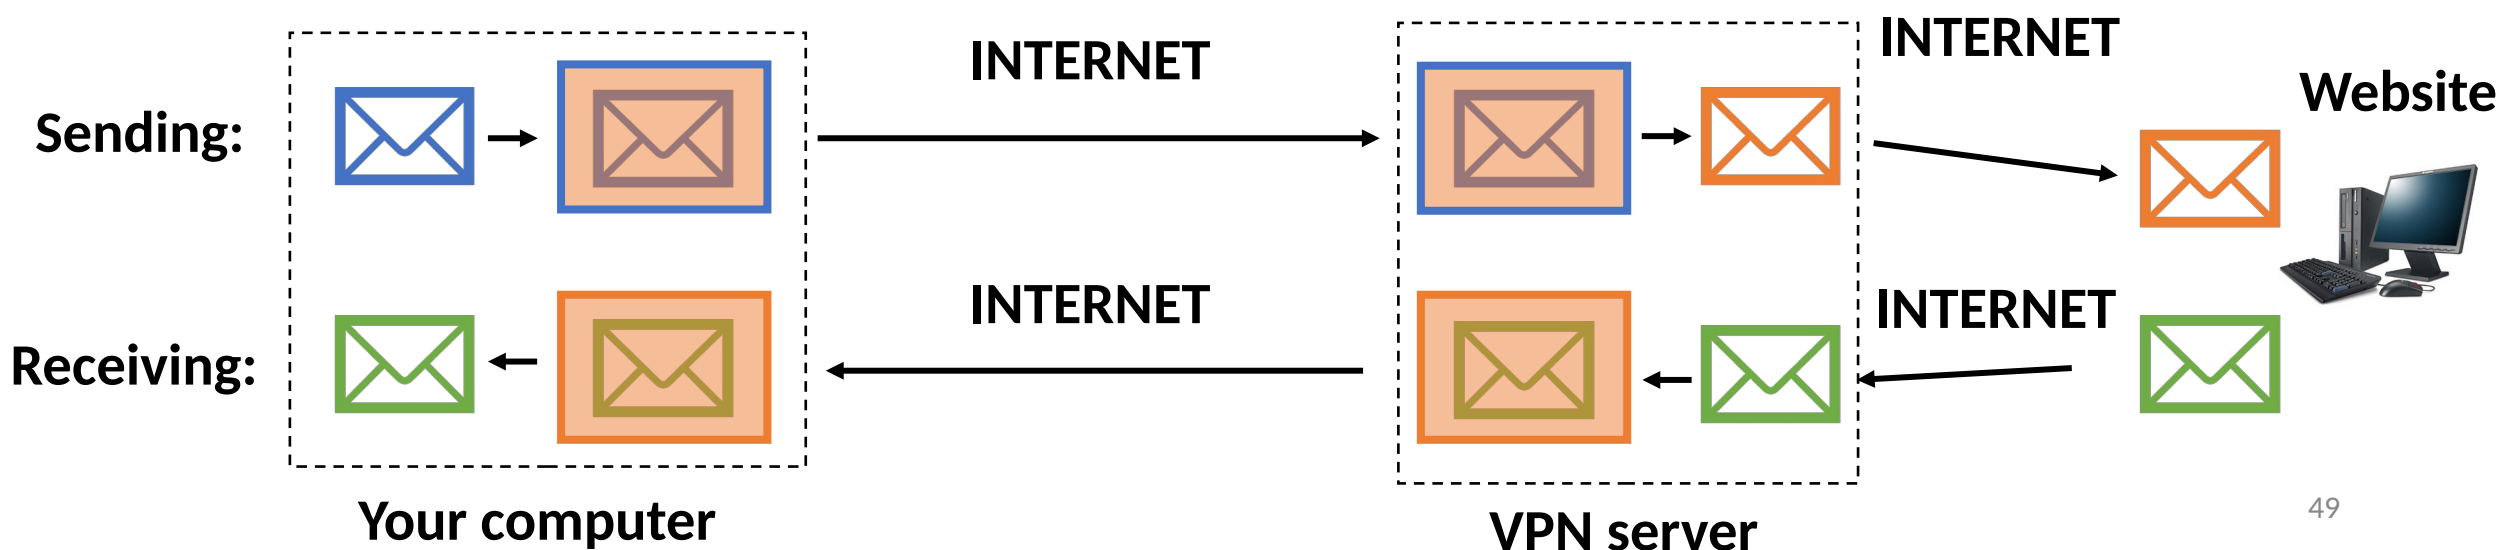 INTERNET
INTERNET
Website
Sending:
INTERNET
INTERNET
Receiving:
Your computer
VPN server
49